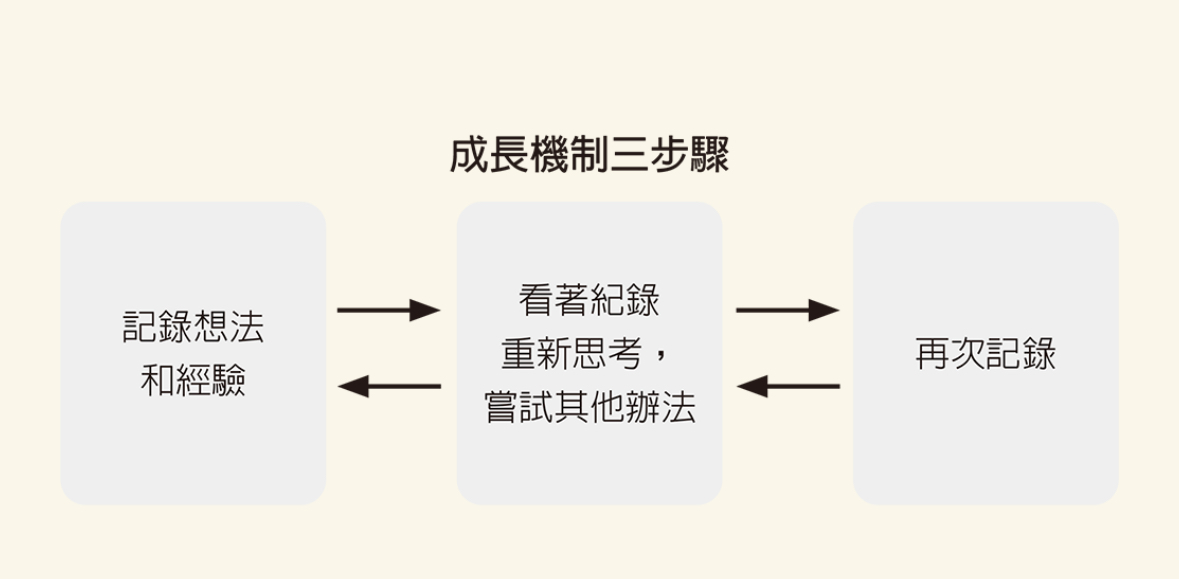 成長機制三步驟
記錄想法
和經驗
看著紀錄
重新思考，
嘗試其他辦法
再次記錄